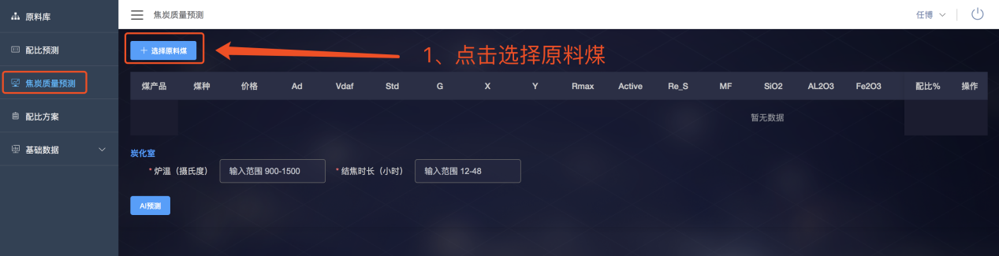 原料库
焦炭质量预测
任博
配比预测
+ 选择原料煤
1、点击选择原料煤
焦炭质量预测
煤产品 煤种 价格 Ad Vdaf Std G X Y Rmax Active Re_S MF SiO2 AL2O3 Fe2O3 配比% 操作
配比方案
暂无数据
基础数据
炭化室
*炉温（摄氏度） 输入范围 900-1500 *结焦时长（小时） 输入范围 12-48
AI预测